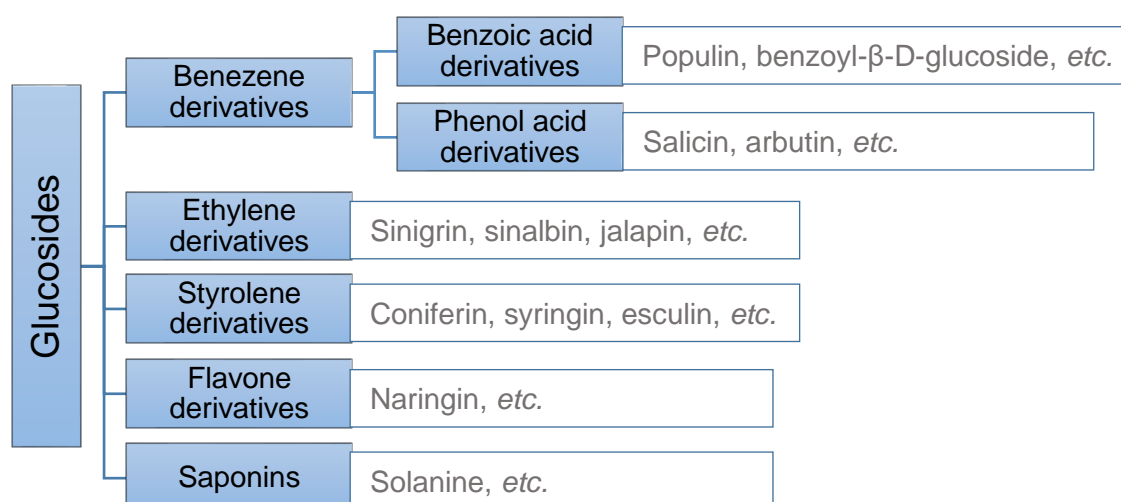 Glucosides
Benezene
derivatives
Benzoic acid
derivatives
Populin, benzoyl-β-D-glucoside, etc.
Phenol acid
derivatives
Salicin, arbutin, etc.
Ethylene
derivatives
Sinigrin, sinalbin, jalapin, etc.
Styrolene
derivatives
Coniferin, syringin, esculin, etc.
Flavone
derivatives
Naringin, etc.
Saponins
Solanine, etc.